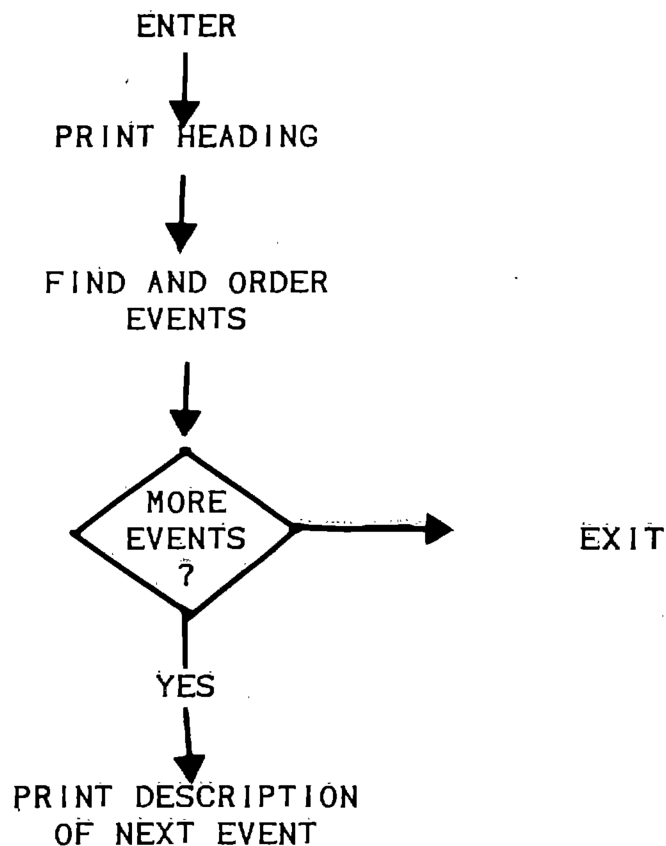 ENTER
PRINT HEADING
FIND AND ORDER
EVENTS
MORE
EVENTS
?
EXIT
YES
PRINT DESCRIPTION
OF NEXT EVENT